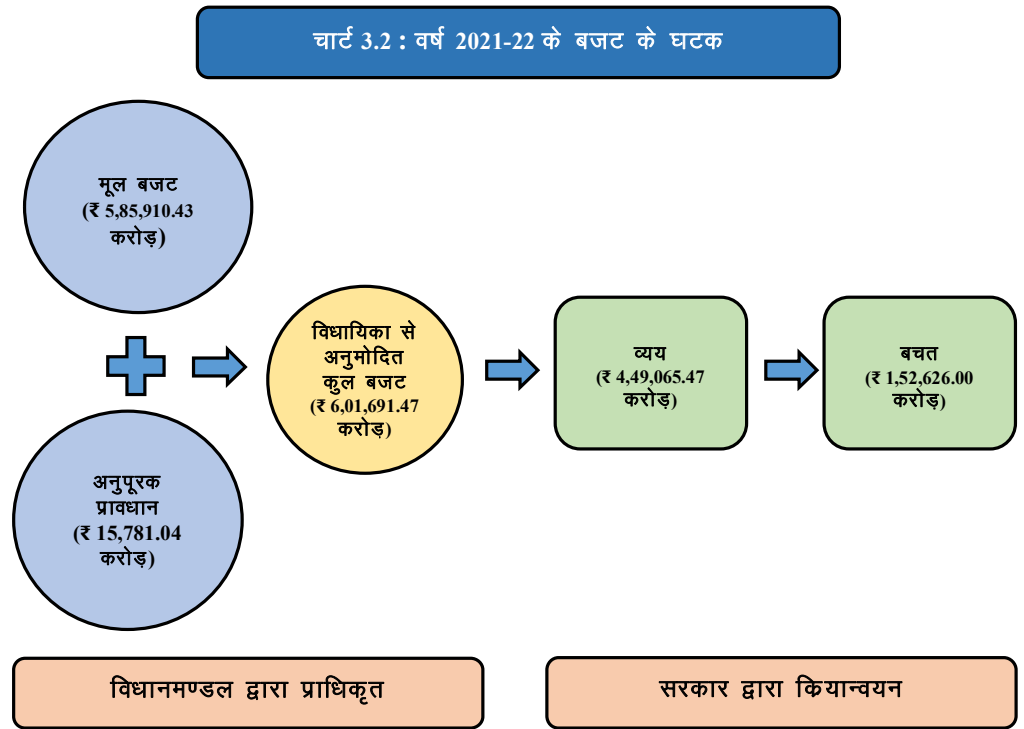 चार्ट 3.2 : वर्ष 2021-22 के बजट के घटक
मूल बजट
(₹ 5,85,910.43
करोड़)
अनुपूरक
प्रावधान
(₹ 15,781.04
करोड़)
विधायिका से
अनुमोदित
कुल बजट
(₹ 6,01,691.47
करोड़)
व्यय
(₹ 4,49,065.47
करोड़)
बचत
(₹ 1,52,626.00
करोड़)
विधानमण्डल द्वारा प्राधिकृत
सरकार द्वारा कियान्वयन